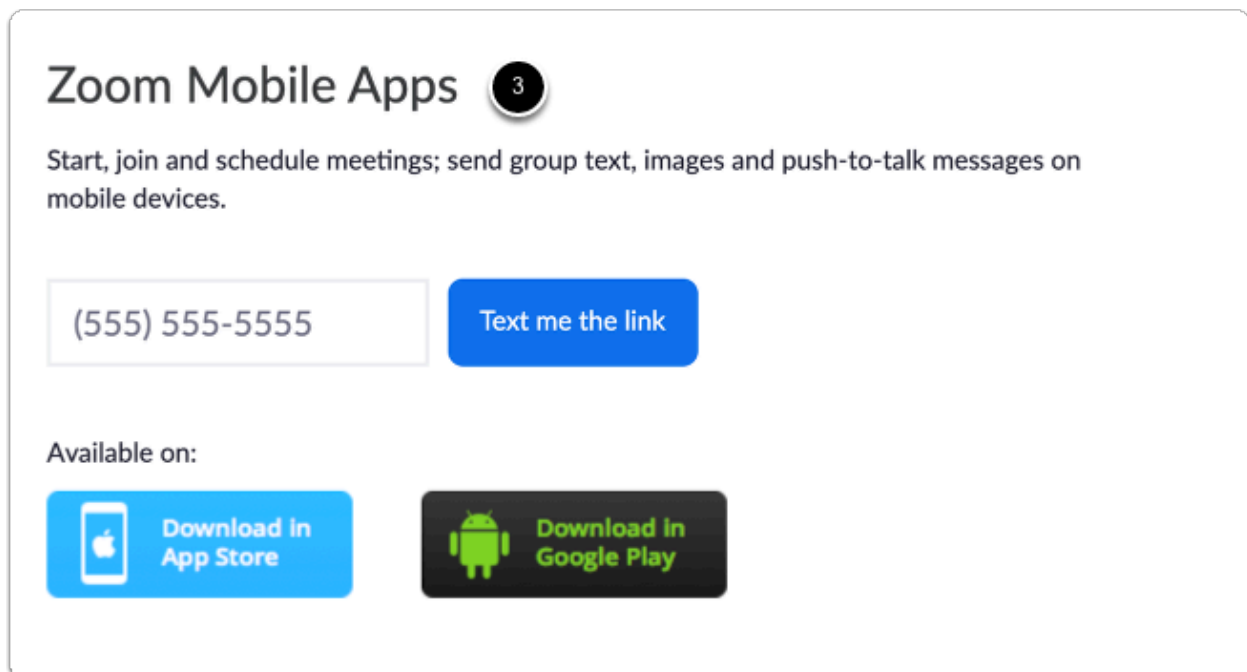 Zoom Mobile Apps 3
Start, join and schedule meetings; send group text, images and push-to-talk messages on
mobile devices.
(555) 555-5555 Text me the link
Available on:
Download in
App Store
Download in
Google Play